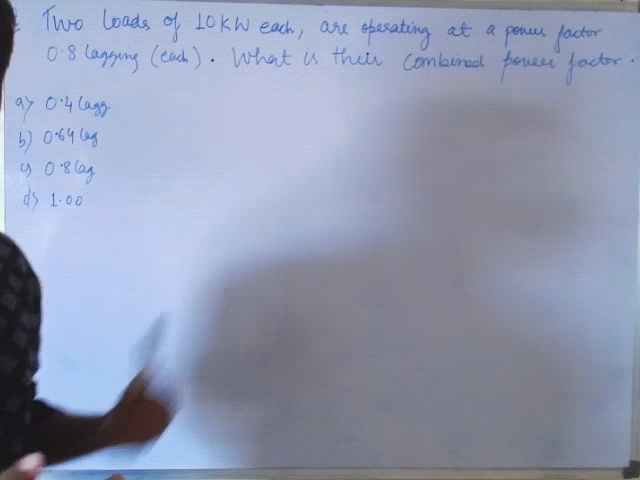 Two loads of 10KW each, are operating at a power factor
0.8 lagging (each). What is their combined power factor.
a) 0.4 lagg
b) 0.64 lag
c) 0.8 lag
d) 1.00